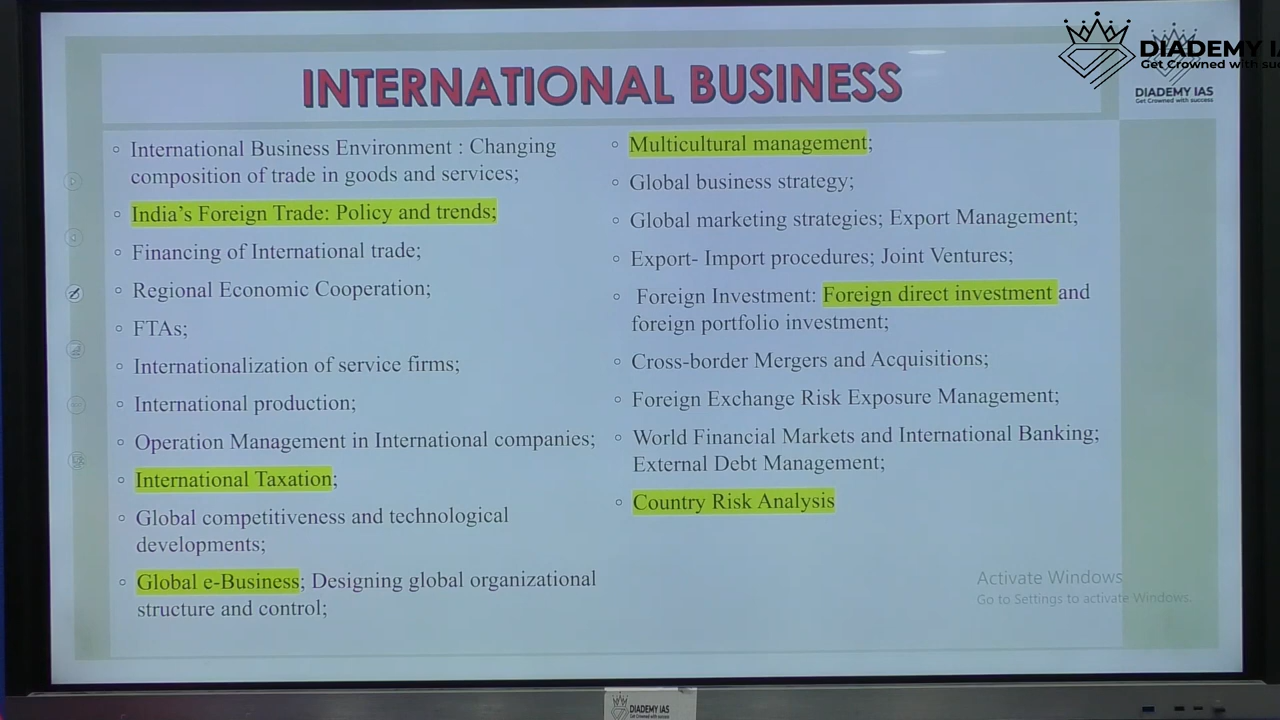 INTERNATIONAL BUSINESS
◦ International Business Environment : Changing
composition of trade in goods and services;
◦ India's Foreign Trade: Policy and trends;
◦ Financing of International trade;
◦ Regional Economic Cooperation;
◦ FTAs;
◦ Internationalization of service firms;
◦ International production;
◦ Operation Management in International companies;
◦ International Taxation;
◦ Global competitiveness and technological
developments;
◦ Global e-Business; Designing global organizational
structure and control;
◦ Multicultural management;
◦ Global business strategy;
◦ Global marketing strategies; Export Management;
◦ Export- Import procedures; Joint Ventures;
◦ Foreign Investment: Foreign direct investment and
foreign portfolio investment;
◦ Cross-border Mergers and Acquisitions;
◦ Foreign Exchange Risk Exposure Management;
◦ World Financial Markets and International Banking;
External Debt Management;
◦ Country Risk Analysis
DIADEMY
Get Crowned with
DIADEMY IAS
Get Crowned with success
Activate Windows
Go to Settings to activate Windows.
DIADEMY IAS
Get Crowned with success